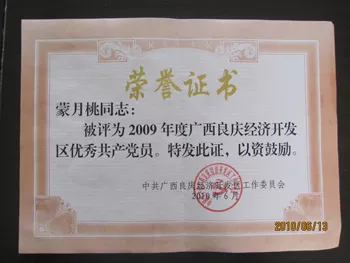 荣誉证书
蒙月桃同志：
被评为2009年度广西良庆经济开发
区优秀共产党员。特发此证，以资鼓励。
中共广西良庆经济开发区工作委员会
2010年6月
2010/06/13